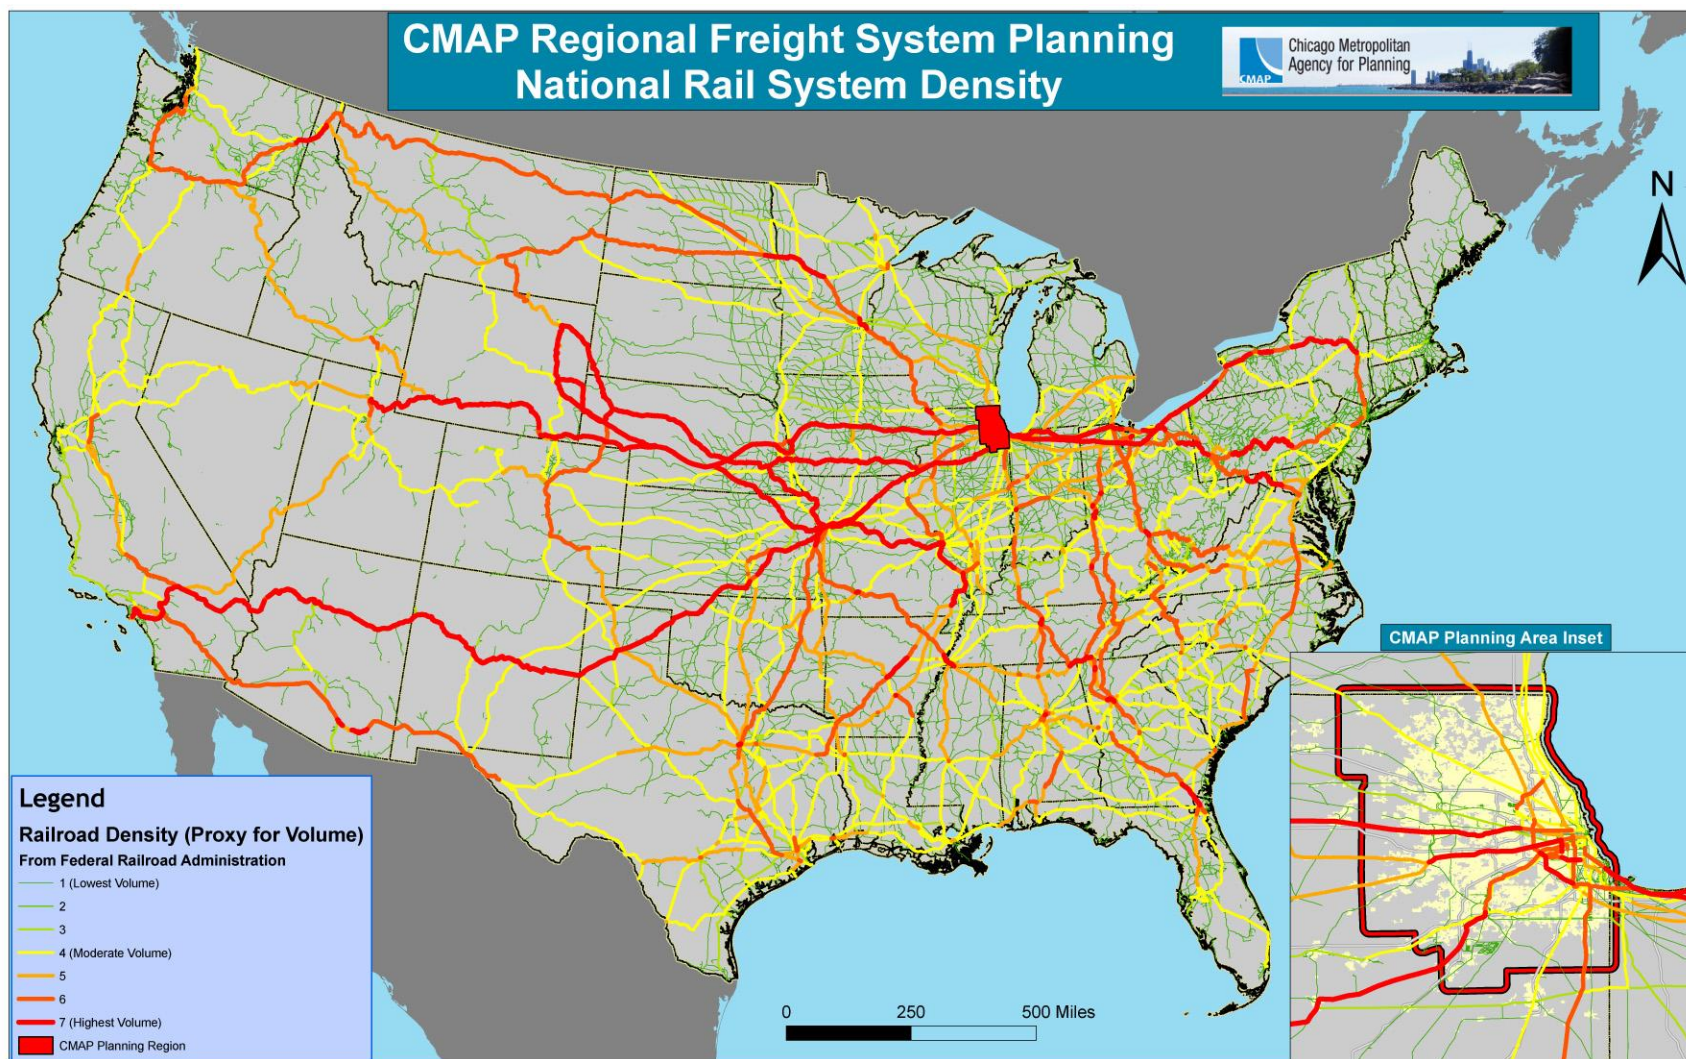 CMAP Regional Freight System Planning
National Rail System Density
CMAP
Chicago Metropolitan
Agency for Planning
N
CMAP Planning Area Inset
Legend
Railroad Density (Proxy for Volume)
From Federal Railroad Administration
1 (Lowest Volume)
2
3
4 (Moderate Volume)
5
6
7 (Highest Volume)
CMAP Planning Region
0 250 500 Miles